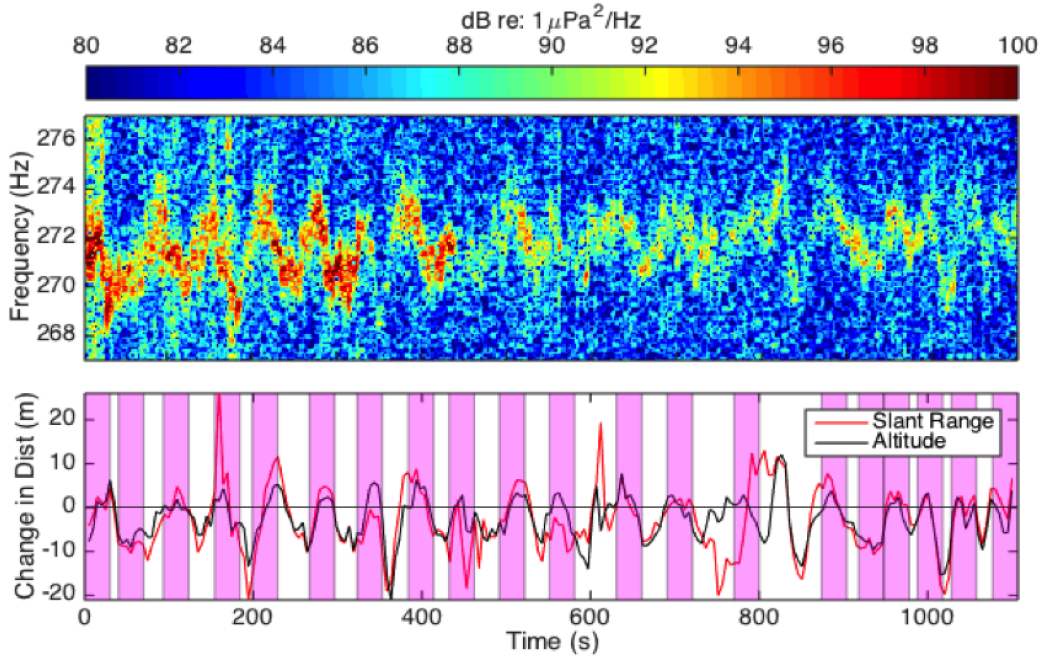 dB re: 1μPa²/Hz
80 82 84 86 88 90 92 94 96 98 100
Frequency (Hz)
276
274
272
270
268
Change in Dist (m)
20
10
0
-10
-20
Slant Range
Altitude
0 200 400 600 800 1000
Time (s)